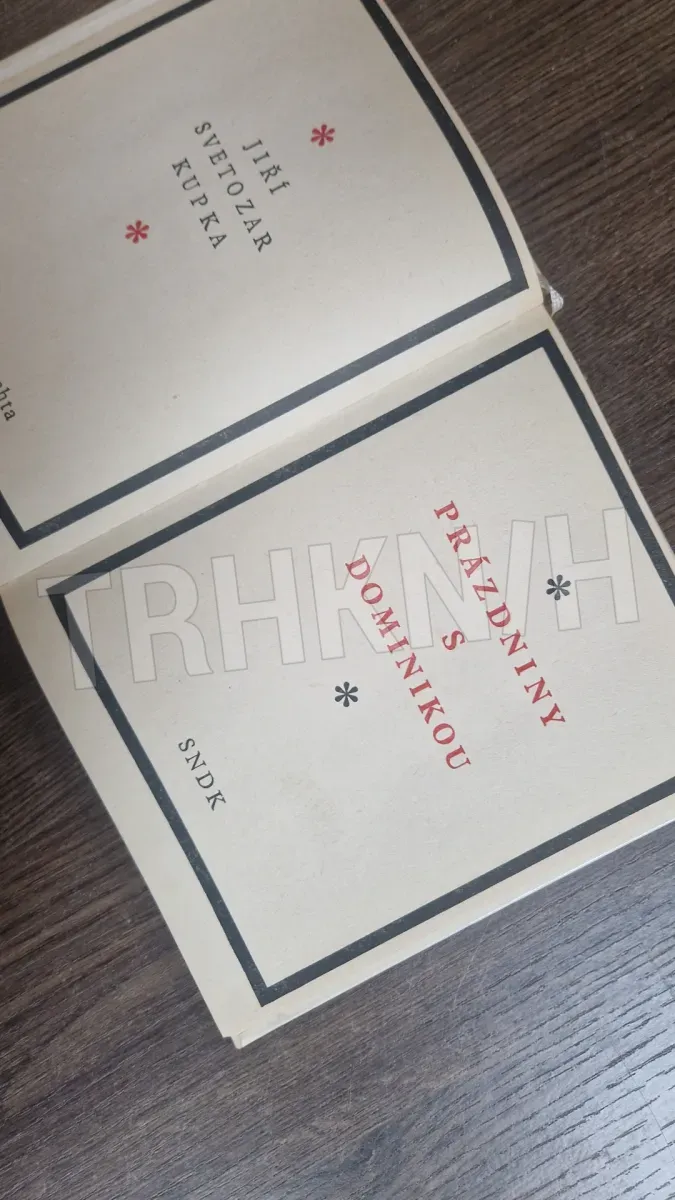 JIŘÍ
SVETOZAR
KUPKA
PRÁZDNINY
S
DOMINIKOU
SNDK
TRHKNIH